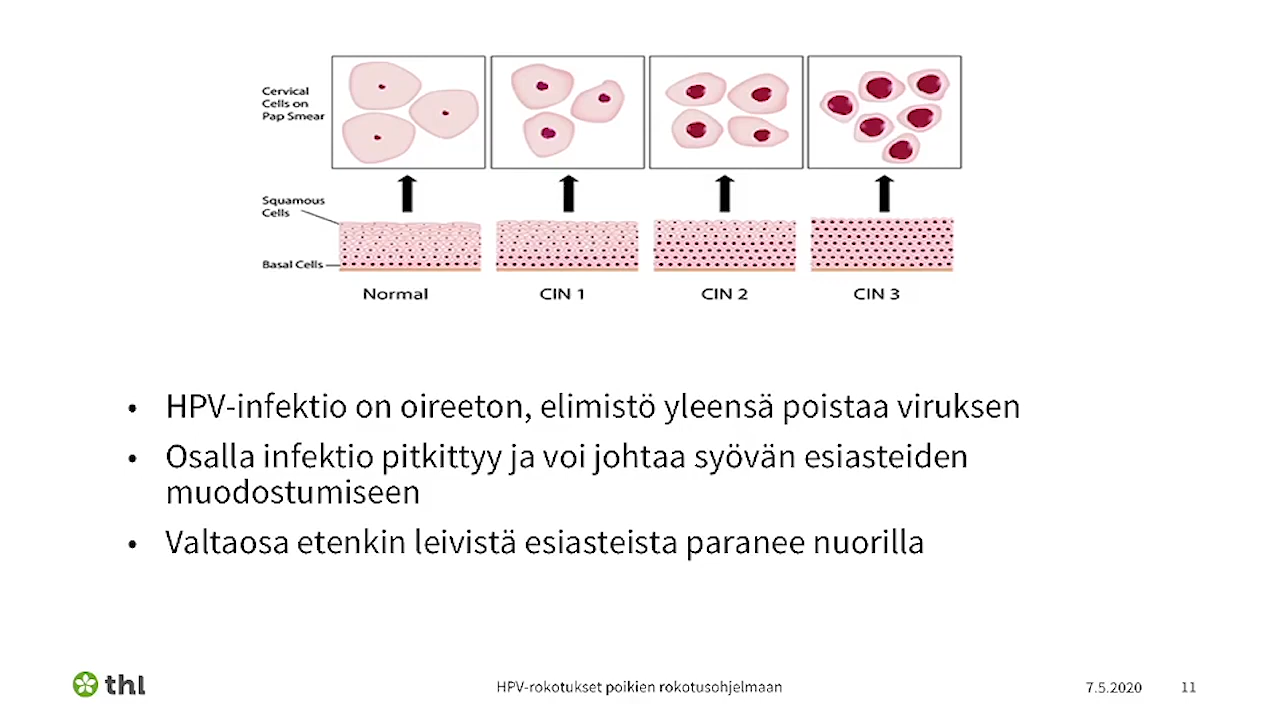 Cervical
Cells on
Pap Smear
Squamous
Cells
Basal Cells
Normal
CIN 1
CIN 2
CIN 3
• HPV-infektio on oireeton, elimistö yleensä poistaa viruksen
• Osalla infektio pitkittyy ja voi johtaa syövän esiasteiden
muodostumiseen
• Valtaosa etenkin leivistä esiasteista paranee nuorilla
thl
HPV-rokotukset poikien rokotusohjelmaan
7.5.2020
11